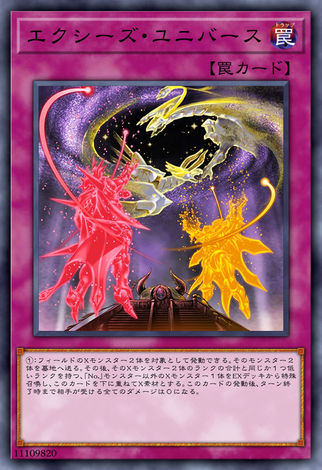 エクシーズ・ユニバース
トラップ
罠
【罠カード】
①:フィールドのXモンスター2体を対象として発動できる。そのモンスター2
体を墓地へ送る。その後、そのモンスター2体のランクの合計と同じか1つ低
いランクを持つ、「No.」モンスター以外のXモンスター1体をEXデッキから特殊
召喚し、このカードを下に重ねてX素材とする。このカードの発動後、ターン終
了時まで相手が受ける全てのダメージは0になる。
11109820